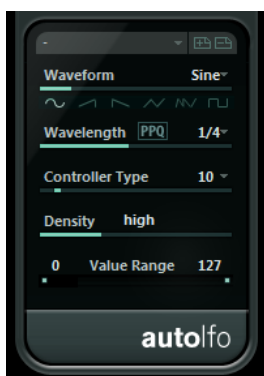 -
Waveform Sine
Wavelength PPQ 1/4
Controller Type 10
Density high
0 Value Range 127
autolfo